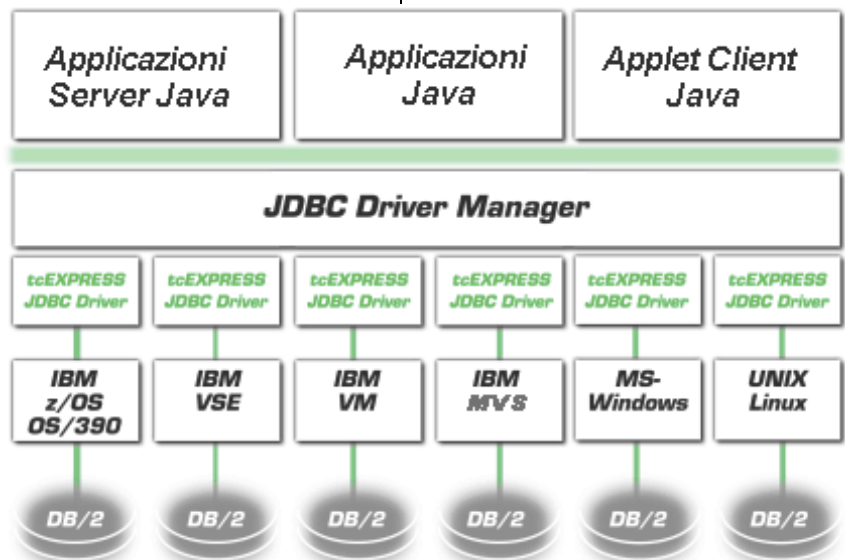 Applicazioni
Server Java
Applicazioni
Java
Applet Client
Java
JDBC Driver Manager
tcEXPRESS
JDBC Driver
tcEXPRESS
JDBC Driver
tcEXPRESS
JDBC Driver
tcEXPRESS
JDBC Driver
tcEXPRESS
JDBC Driver
tcEXPRESS
JDBC Driver
IBM
z/OS
OS/390
IBM
VSE
IBM
VM
IBM
MVS
MS-
Windows
UNIX
Linux
DB/2
DB/2
DB/2
DB/2
DB/2
DB/2